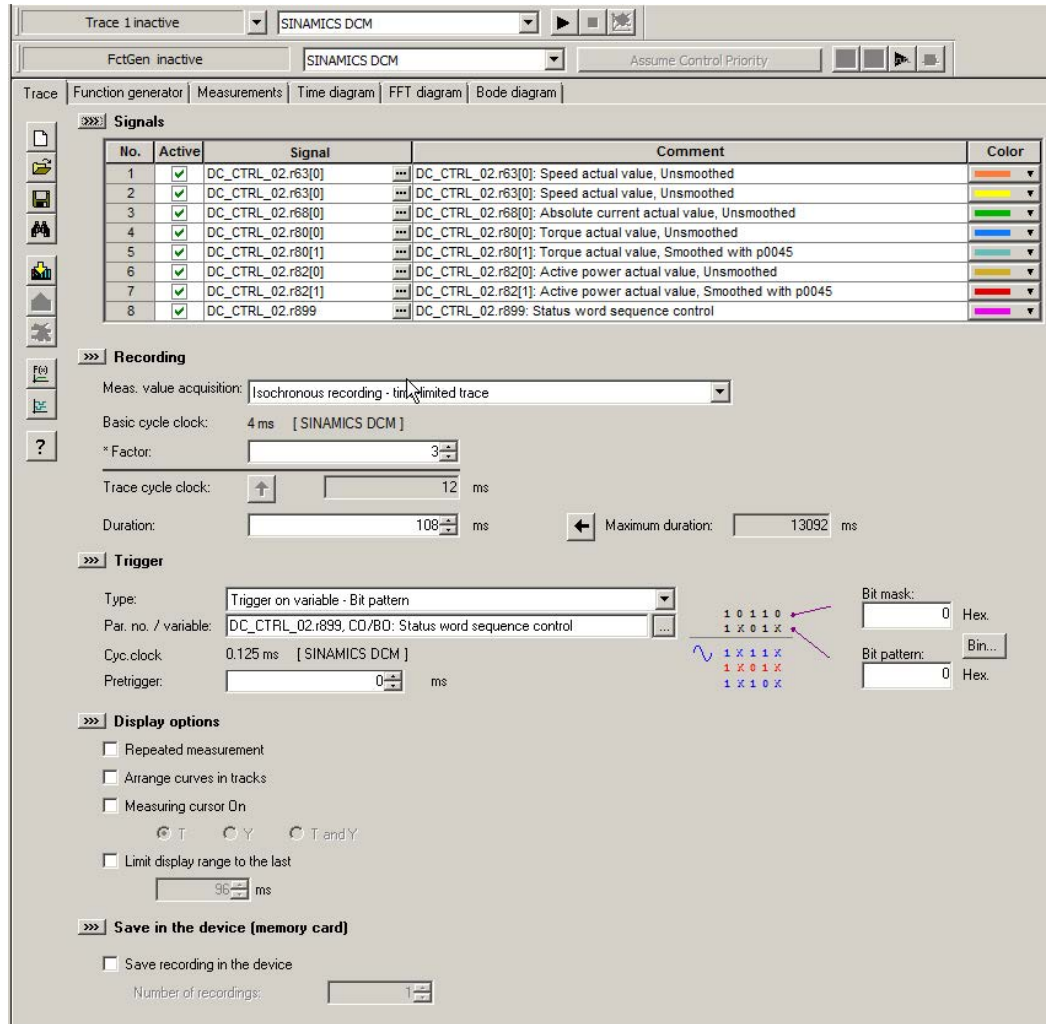 Trace 1 inactive SINAMICS DCM
FctGen inactive SINAMICS DCM Assume Control Priority
Trace Function generator Measurements Time diagram FFT diagram Bode diagram
>>> Signals
No. Active Signal Comment Color
1 DC_CTRL_02.r63[0] ... DC_CTRL_02.r63[0]: Speed actual value, Unsmoothed
2 DC_CTRL_02.r63[0] ... DC_CTRL_02.r63[0]: Speed actual value, Unsmoothed
3 DC_CTRL_02.r68[0] ... DC_CTRL_02.r68[0]: Absolute current actual value, Unsmoothed
4 DC_CTRL_02.r80[0] ... DC_CTRL_02.r80[0]: Torque actual value, Unsmoothed
5 DC_CTRL_02.r80[1] ... DC_CTRL_02.r80[1]: Torque actual value, Smoothed with p0045
6 DC_CTRL_02.r82[0] ... DC_CTRL_02.r82[0]: Active power actual value, Unsmoothed
7 DC_CTRL_02.r82[1] ... DC_CTRL_02.r82[1]: Active power actual value, Smoothed with p0045
8 DC_CTRL_02.r899 ... DC_CTRL_02.r899: Status word sequence control
>>> Recording
Meas. value acquisition: Isochronous recording - time-limited trace
Basic cycle clock: 4 ms [ SINAMICS DCM ]
* Factor: 3
Trace cycle clock: 12 ms
Duration: 108 ms Maximum duration: 13092 ms
>>> Trigger
Type: Trigger on variable - Bit pattern
Par. no. / variable: DC_CTRL_02.r899, CO/BO: Status word sequence control ...
Cyc.clock 0.125 ms [ SINAMICS DCM ]
Pretrigger: 0 ms
1 0 1 1 0
1 X 0 1 X
1 X 1 1 X
1 X 0 1 X
1 X 1 0 X
Bit mask:
0 Hex.
Bin...
Bit pattern:
0 Hex.
>>> Display options
Repeated measurement
Arrange curves in tracks
Measuring cursor On
T Y T and Y
Limit display range to the last
96 ms
>>> Save in the device (memory card)
Save recording in the device
Number of recordings: 1
?